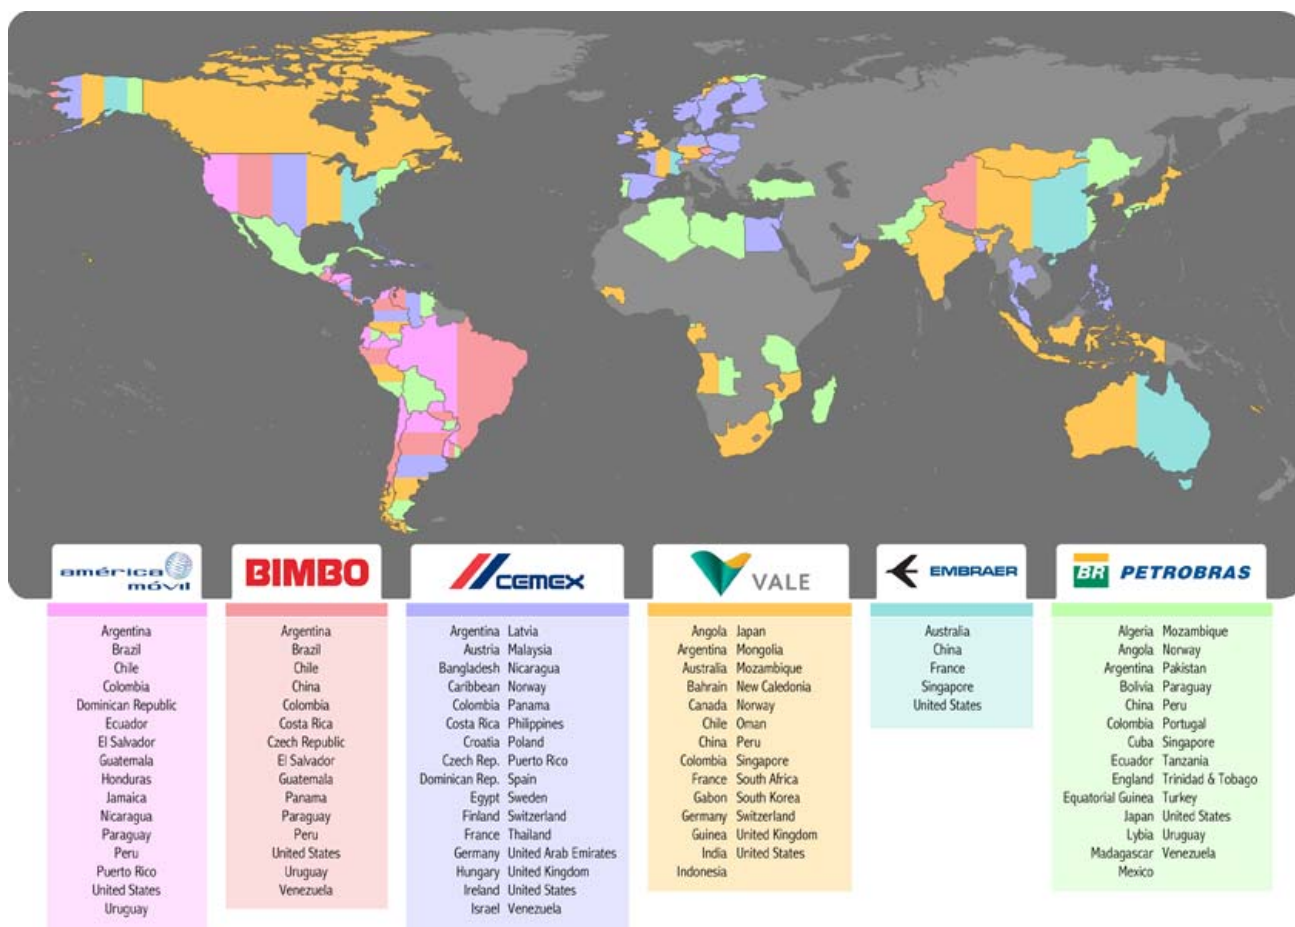 américa móvil
BIMBO
CEMEX
VALE
EMBRAER
BR PETROBRAS
Argentina
Brazil
Chile
Colombia
Dominican Republic
Ecuador
El Salvador
Guatemala
Honduras
Jamaica
Nicaragua
Paraguay
Peru
Puerto Rico
United States
Uruguay
Argentina
Brazil
Chile
China
Colombia
Costa Rica
Czech Republic
El Salvador
Guatemala
Panama
Paraguay
Peru
United States
Uruguay
Venezuela
Argentina Latvia
Austria Malaysia
Bangladesh Nicaragua
Caribbean Norway
Colombia Panama
Costa Rica Philippines
Croatia Poland
Czech Rep. Puerto Rico
Dominican Rep. Spain
Egypt Sweden
Finland Switzerland
France Thailand
Germany United Arab Emirates
Hungary United Kingdom
Ireland United States
Israel Venezuela
Angola Japan
Argentina Mongolia
Australia Mozambique
Bahrain New Caledonia
Canada Norway
Chile Oman
China Peru
Colombia Singapore
France South Africa
Gabon South Korea
Germany Switzerland
Guinea United Kingdom
India United States
Indonesia
Australia
China
France
Singapore
United States
Algeria Mozambique
Angola Norway
Argentina Pakistan
Bolivia Paraguay
China Peru
Colombia Portugal
Cuba Singapore
Ecuador Tanzania
England Trinidad & Tobago
Equatorial Guinea Turkey
Japan United States
Lybia Uruguay
Madagascar Venezuela
Mexico